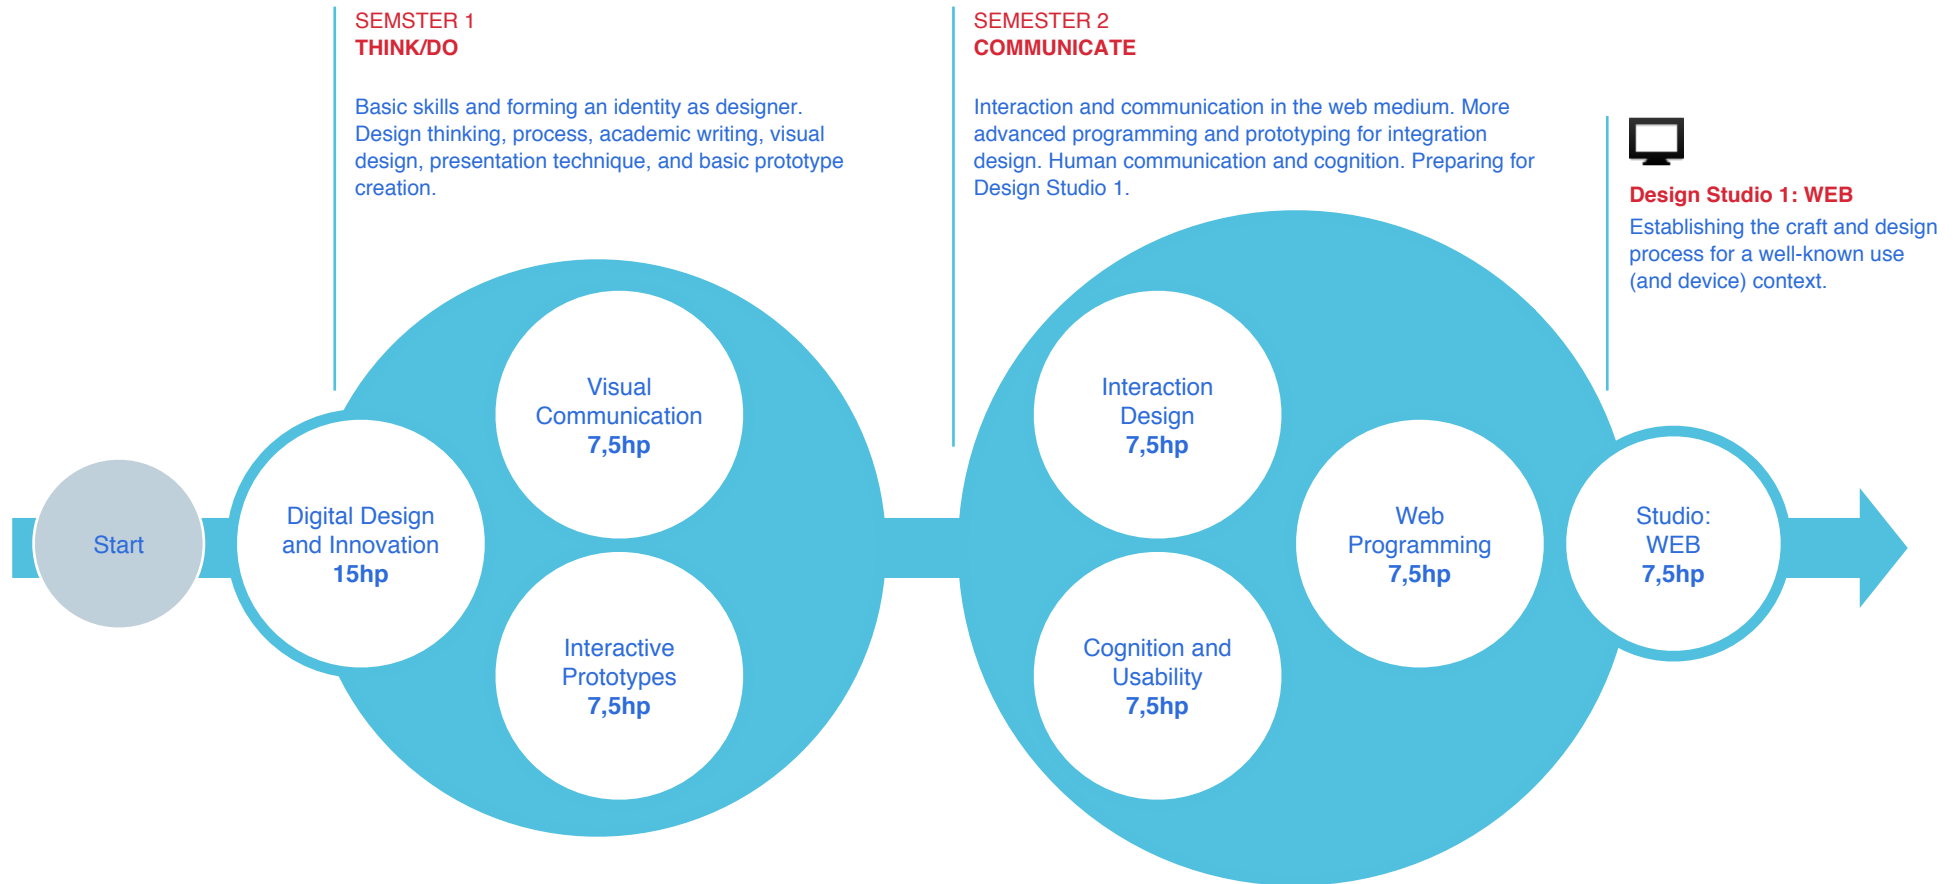 SEMSTER 1
THINK/DO
Basic skills and forming an identity as designer.
Design thinking, process, academic writing, visual
design, presentation technique, and basic prototype
creation.
SEMESTER 2
COMMUNICATE
Interaction and communication in the web medium. More
advanced programming and prototyping for integration
design. Human communication and cognition. Preparing for
Design Studio 1.
Design Studio 1: WEB
Establishing the craft and design
process for a well-known use
(and device) context.
Start
Digital Design
and Innovation
15hp
Visual
Communication
7,5hp
Interactive
Prototypes
7,5hp
Interaction
Design
7,5hp
Cognition and
Usability
7,5hp
Web
Programming
7,5hp
Studio:
WEB
7,5hp